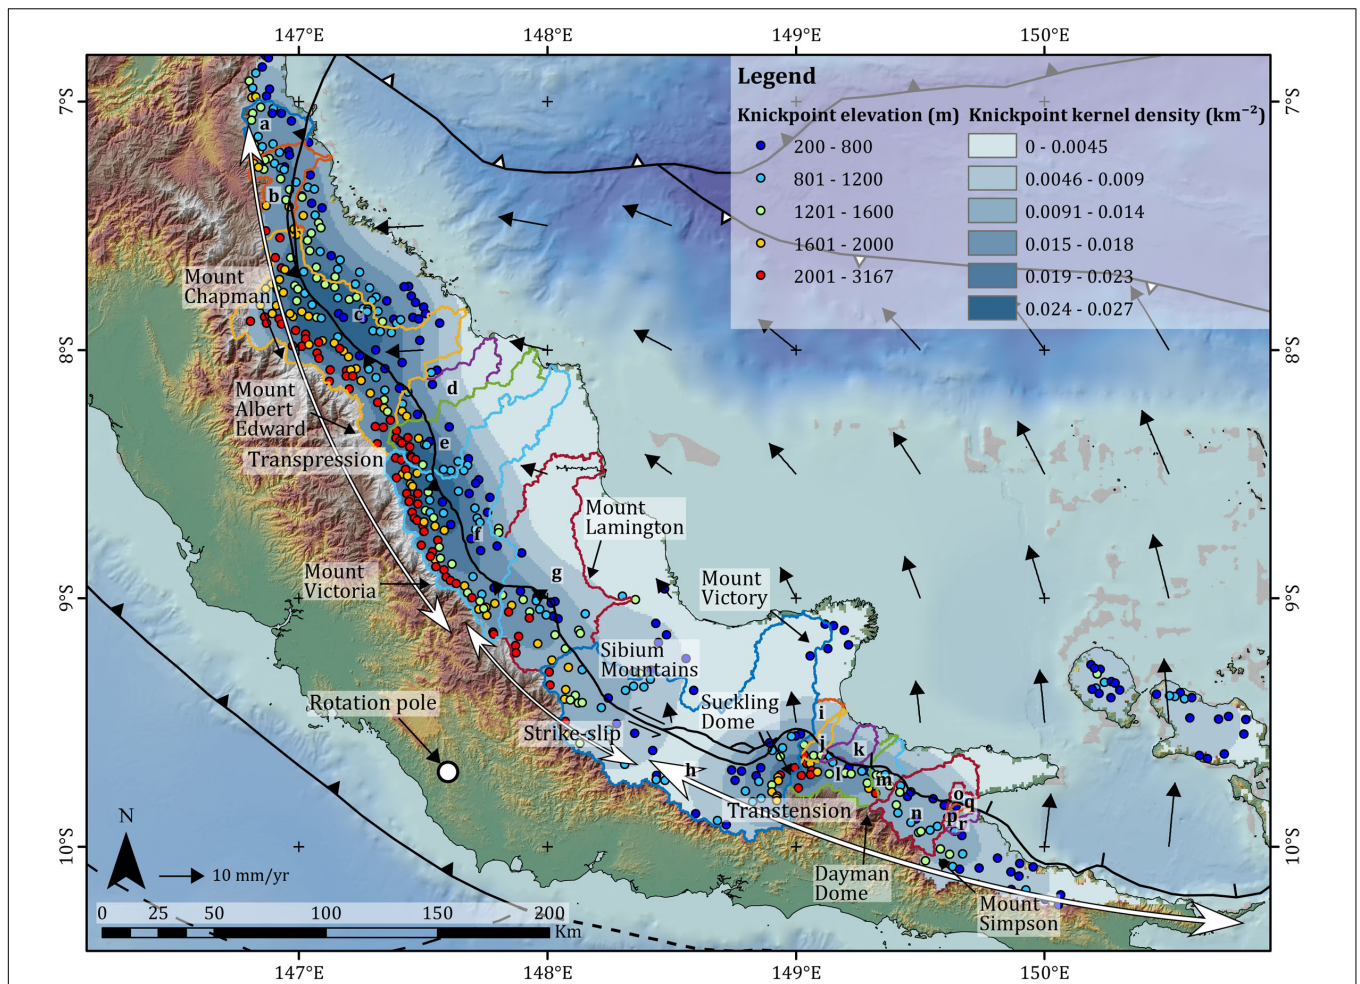 147°E
148°E
149°E
150°E
7°S
7°S
Legend
Knickpoint elevation (m)
Knickpoint kernel density (km⁻²)
200 - 800
0 - 0.0045
801 - 1200
0.0046 - 0.009
1201 - 1600
0.0091 - 0.014
1601 - 2000
0.015 - 0.018
2001 - 3167
0.019 - 0.023
0.024 - 0.027
a
b
Mount
Chapman
c
8°S
8°S
d
Mount
Albert
Edward
e
Transpression
Mount
Lamington
f
g
Mount
Victoria
Mount
Victory
9°S
9°S
Sibium
Mountains
Rotation pole
Suckling
Dome
i
Strike-slip
j
k
h
l
m
Transtension
n
o
q
p
r
N
10°S
10°S
10 mm/yr
Dayman
Dome
Mount
Simpson
0
25
50
100
150
200
Km
147°E
148°E
149°E
150°E